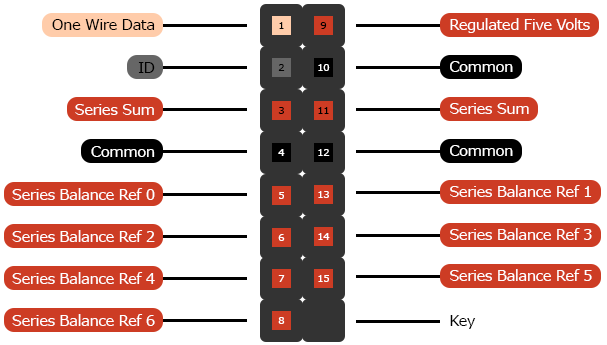 One Wire Data 1 9 Regulated Five Volts
ID 2 10 Common
Series Sum 3 11 Series Sum
Common 4 12 Common
Series Balance Ref 0 5 13 Series Balance Ref 1
Series Balance Ref 2 6 14 Series Balance Ref 3
Series Balance Ref 4 7 15 Series Balance Ref 5
Series Balance Ref 6 8 Key